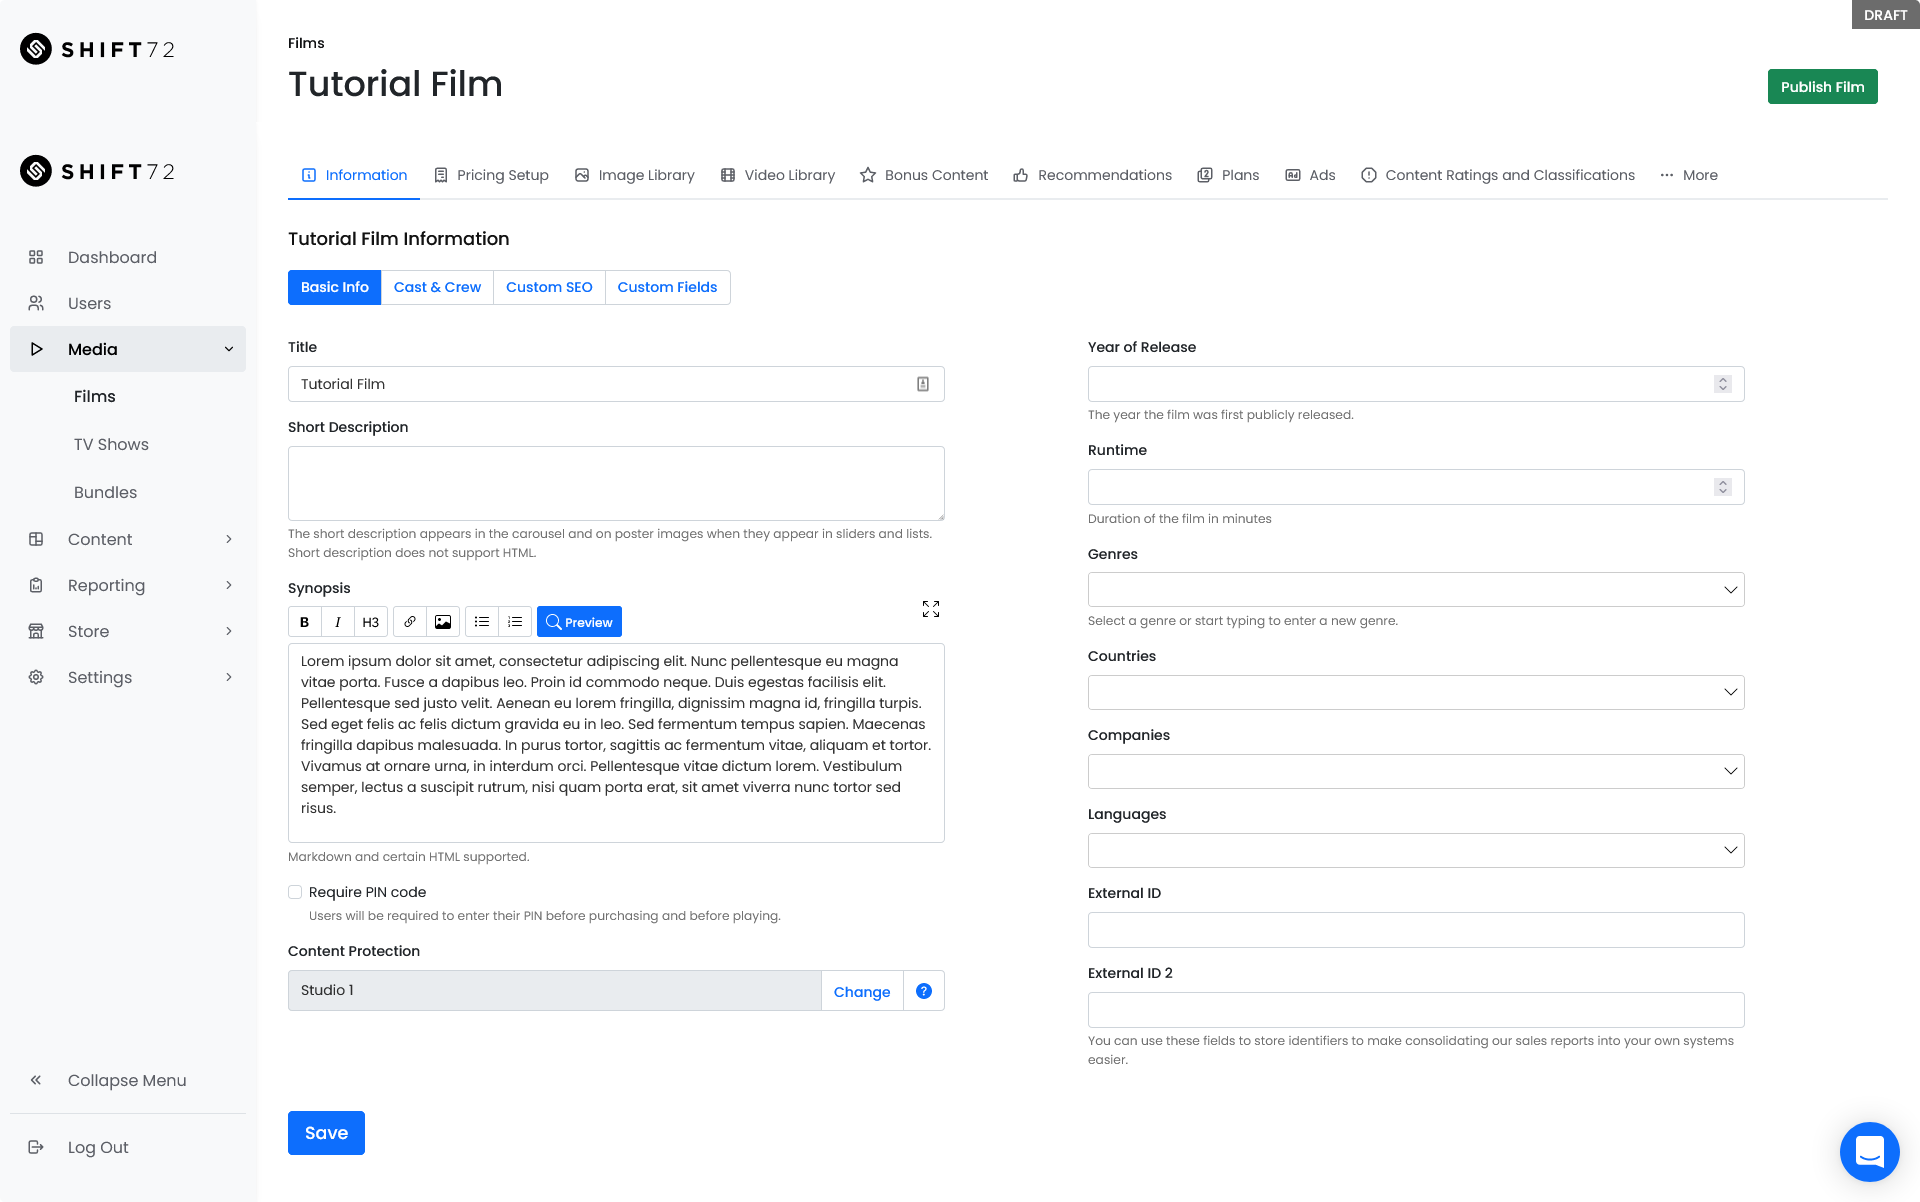 DRAFT
SHIFT72
Films
Tutorial Film
Publish Film
SHIFT72
Information
Pricing Setup
Image Library
Video Library
Bonus Content
Recommendations
Plans
Ads
Content Ratings and Classifications
More
Dashboard
Users
Media
Films
TV Shows
Bundles
Content
Reporting
Store
Settings
Collapse Menu
Log Out
Tutorial Film Information
Basic Info
Cast & Crew
Custom SEO
Custom Fields
Title
Tutorial Film
Short Description
The short description appears in the carousel and on poster images when they appear in sliders and lists.
Short description does not support HTML.
Synopsis
B
I
H3
Preview
Lorem ipsum dolor sit amet, consectetur adipiscing elit. Nunc pellentesque eu magna
vitae porta. Fusce a dapibus leo. Proin id commodo neque. Duis egestas facilisis elit.
Pellentesque sed justo velit. Aenean eu lorem fringilla, dignissim magna id, fringilla turpis.
Sed eget felis ac felis dictum gravida eu in leo. Sed fermentum tempus sapien. Maecenas
fringilla dapibus malesuada. In purus tortor, sagittis ac fermentum vitae, aliquam et tortor.
Vivamus at ornare urna, in interdum orci. Pellentesque vitae dictum lorem. Vestibulum
semper, lectus a suscipit rutrum, nisi quam porta erat, sit amet viverra nunc tortor sed
risus.
Markdown and certain HTML supported.
Require PIN code
Users will be required to enter their PIN before purchasing and before playing.
Content Protection
Studio 1
Change
?
Save
Year of Release
The year the film was first publicly released.
Runtime
Duration of the film in minutes
Genres
Select a genre or start typing to enter a new genre.
Countries
Companies
Languages
External ID
External ID 2
You can use these fields to store identifiers to make consolidating our sales reports into your own systems
easier.